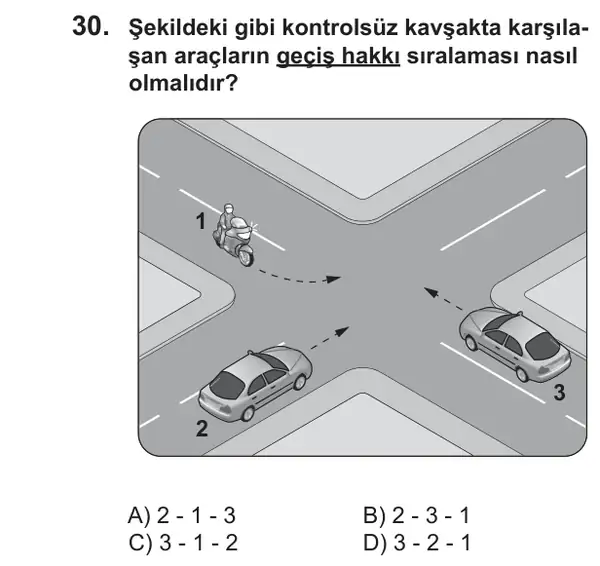 30. Şekildeki gibi kontrolsüz kavşakta karşıla-
şan araçların geçiş hakkı sıralaması nasıl
olmalıdır?
1
2
3
A) 2 - 1 - 3
B) 2 - 3 - 1
C) 3 - 1 - 2
D) 3 - 2 - 1